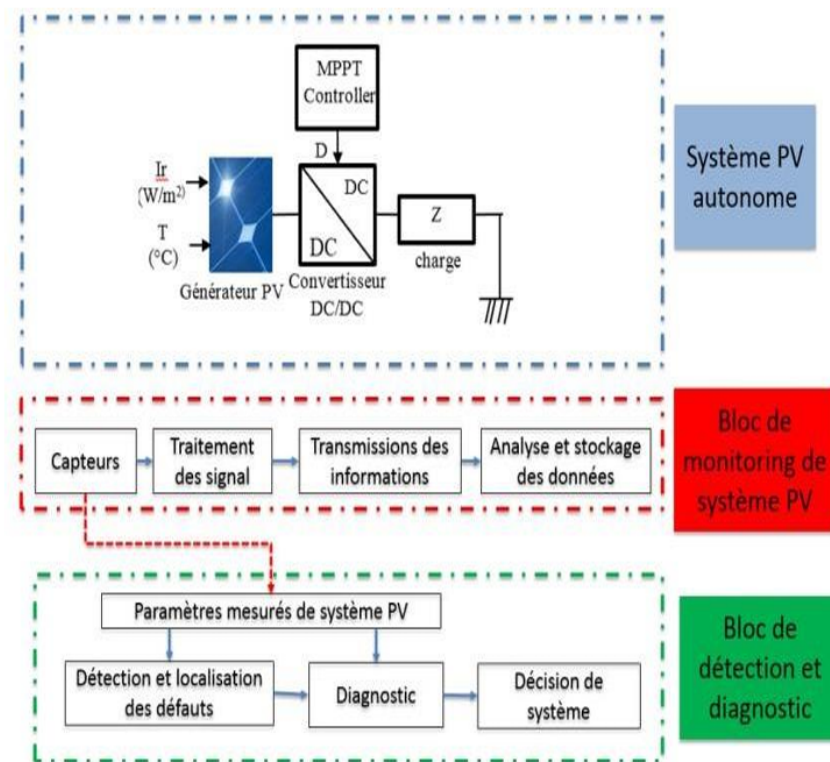 MPPT
Controller
D
Ir
(W/m²)
T
(°C)
DC
DC
Z
charge
Générateur PV
Convertisseur
DC/DC
Système PV
autonome
Capteurs
Traitement
des signal
Transmissions des
informations
Analyse et stockage
des données
Bloc de
monitoring de
système PV
Paramètres mesurés de système PV
Détection et localisation
des défauts
Diagnostic
Décision de
système
Bloc de
détection et
diagnostic